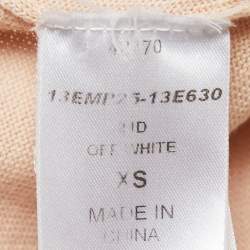 13EMP25-13E630
OFF WHITE
XS
MADE IN
CHINA